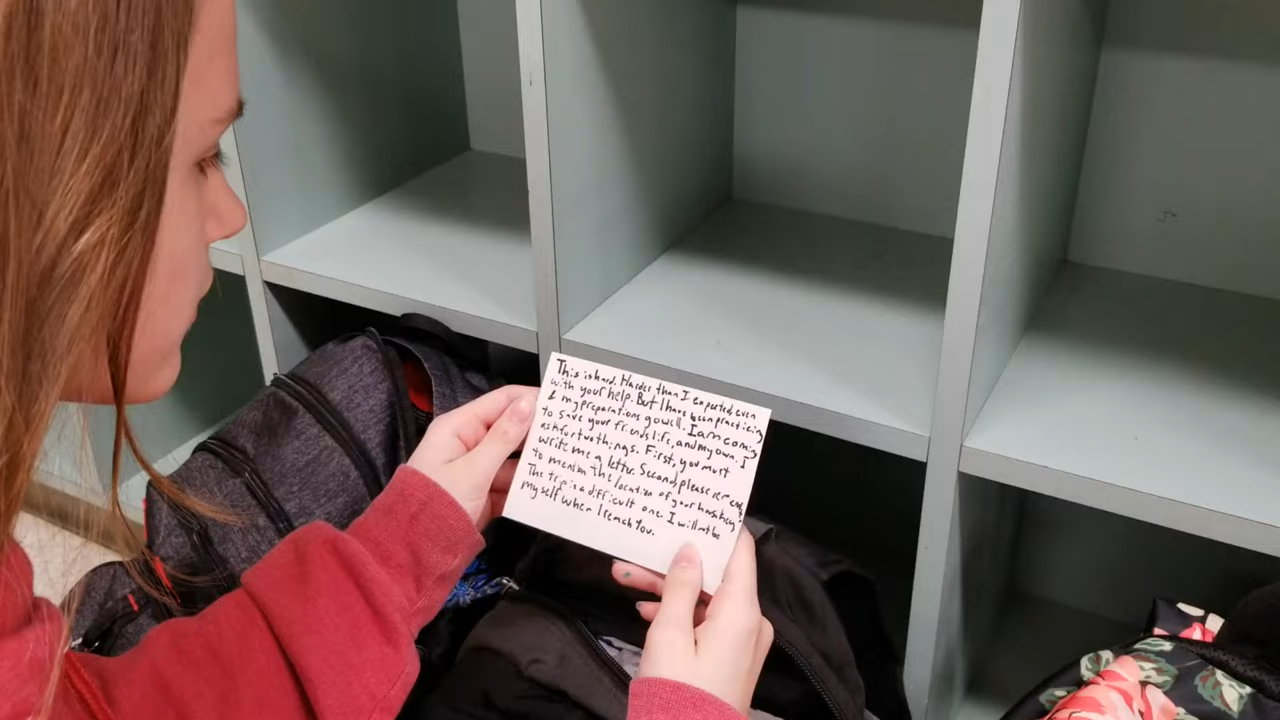 This is hard. Harder than I expected, even
with your help. But I have been practicing
& my preparations go well. I am coming
to save your friends life, and my own. I
ask for two things. First, you must
write me a letter. Second, please remember
to mention the location of your house key.
The trip is a difficult one. I will not be
myself when I reach you.